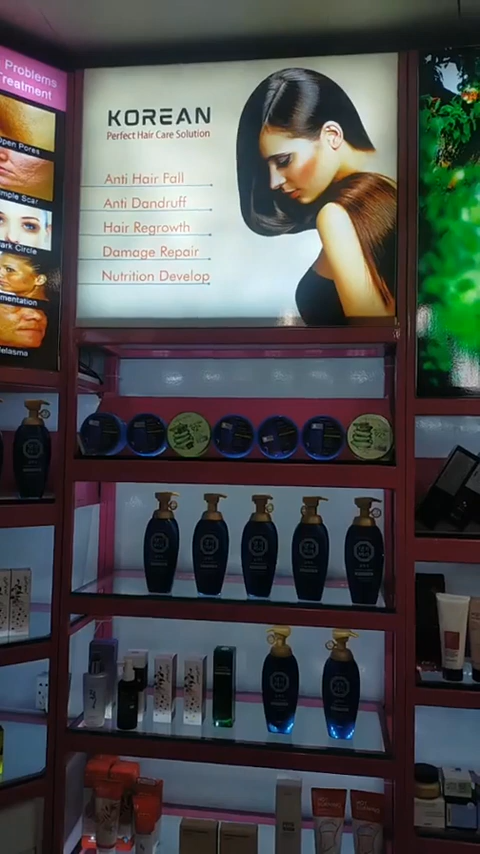 Problems
Treatment
Open Pores
Pimple Scar
Dark Circle
mentation
Melasma
KOREAN
Perfect Hair Care Solution
Anti Hair Fall
Anti Dandruff
Hair Regrowth
Damage Repair
Nutrition Develop